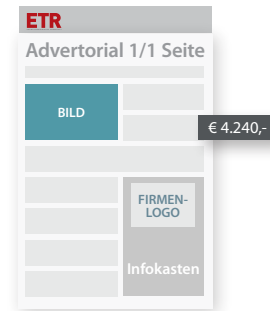 ETR
Advertorial 1/1 Seite
BILD
€ 4.240,-
FIRMEN-
LOGO
Infokasten